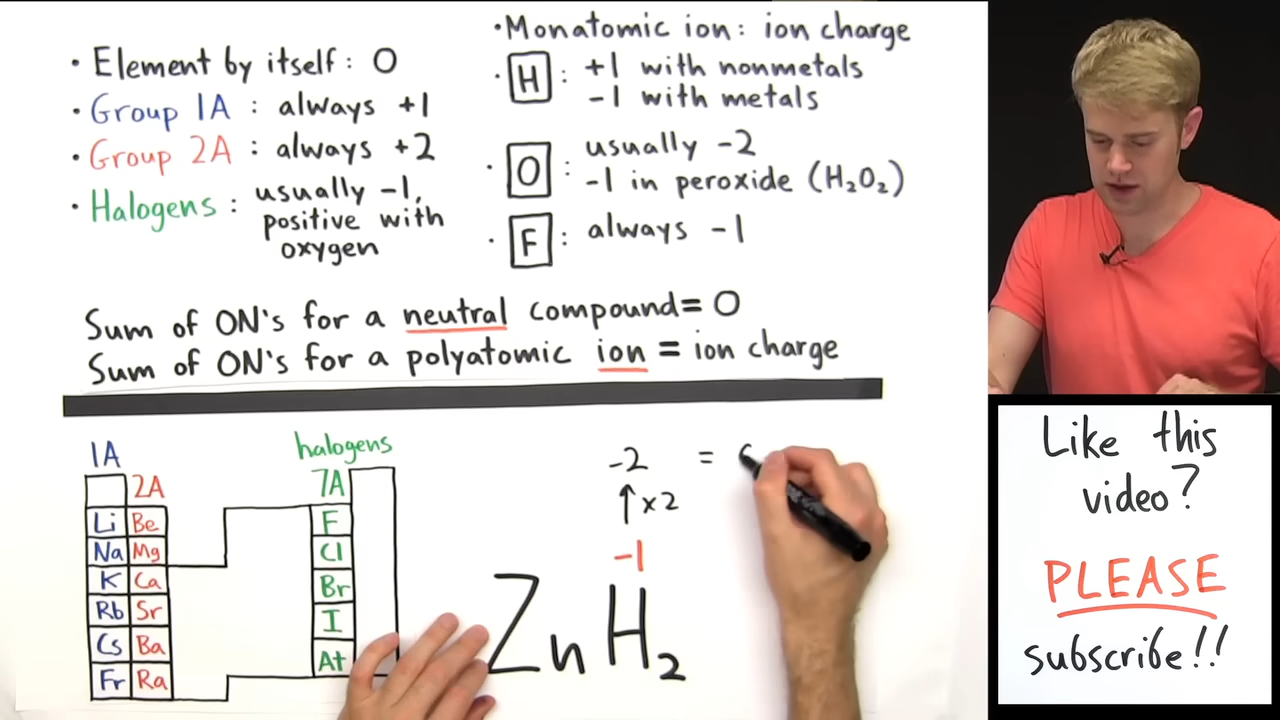 • Element by itself: 0
• Group 1A : always +1
• Group 2A : always +2
• Halogens : usually -1,
positive with
oxygen
• Monatomic ion: ion charge
• H : +1 with nonmetals
-1 with metals
• O : usually -2
-1 in peroxide (H₂O₂)
• F : always -1
Sum of ON's for a neutral compound = 0
Sum of ON's for a polyatomic ion = ion charge
1A
2A
Li Be
Na Mg
K Ca
Rb Sr
Cs Ba
Fr Ra
halogens
7A
F
Cl
Br
I
At
-2 =
↑ x2
-1
ZnH₂
Like this
video?
PLEASE
subscribe!!